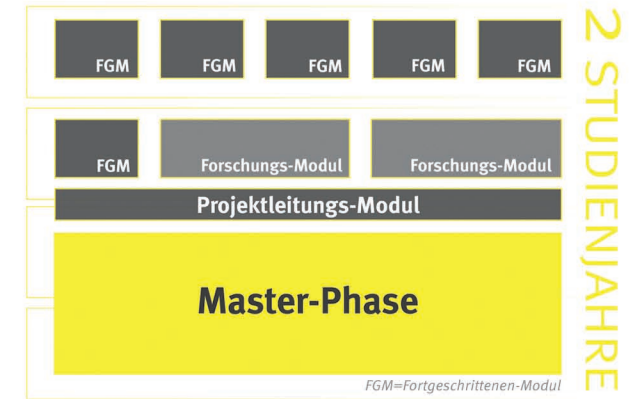 FGM FGM FGM FGM FGM
FGM Forschungs-Modul Forschungs-Modul
Projektleitungs-Modul
Master-Phase
FGM=Fortgeschrittenen-Modul
2 STUDIENJAHRE